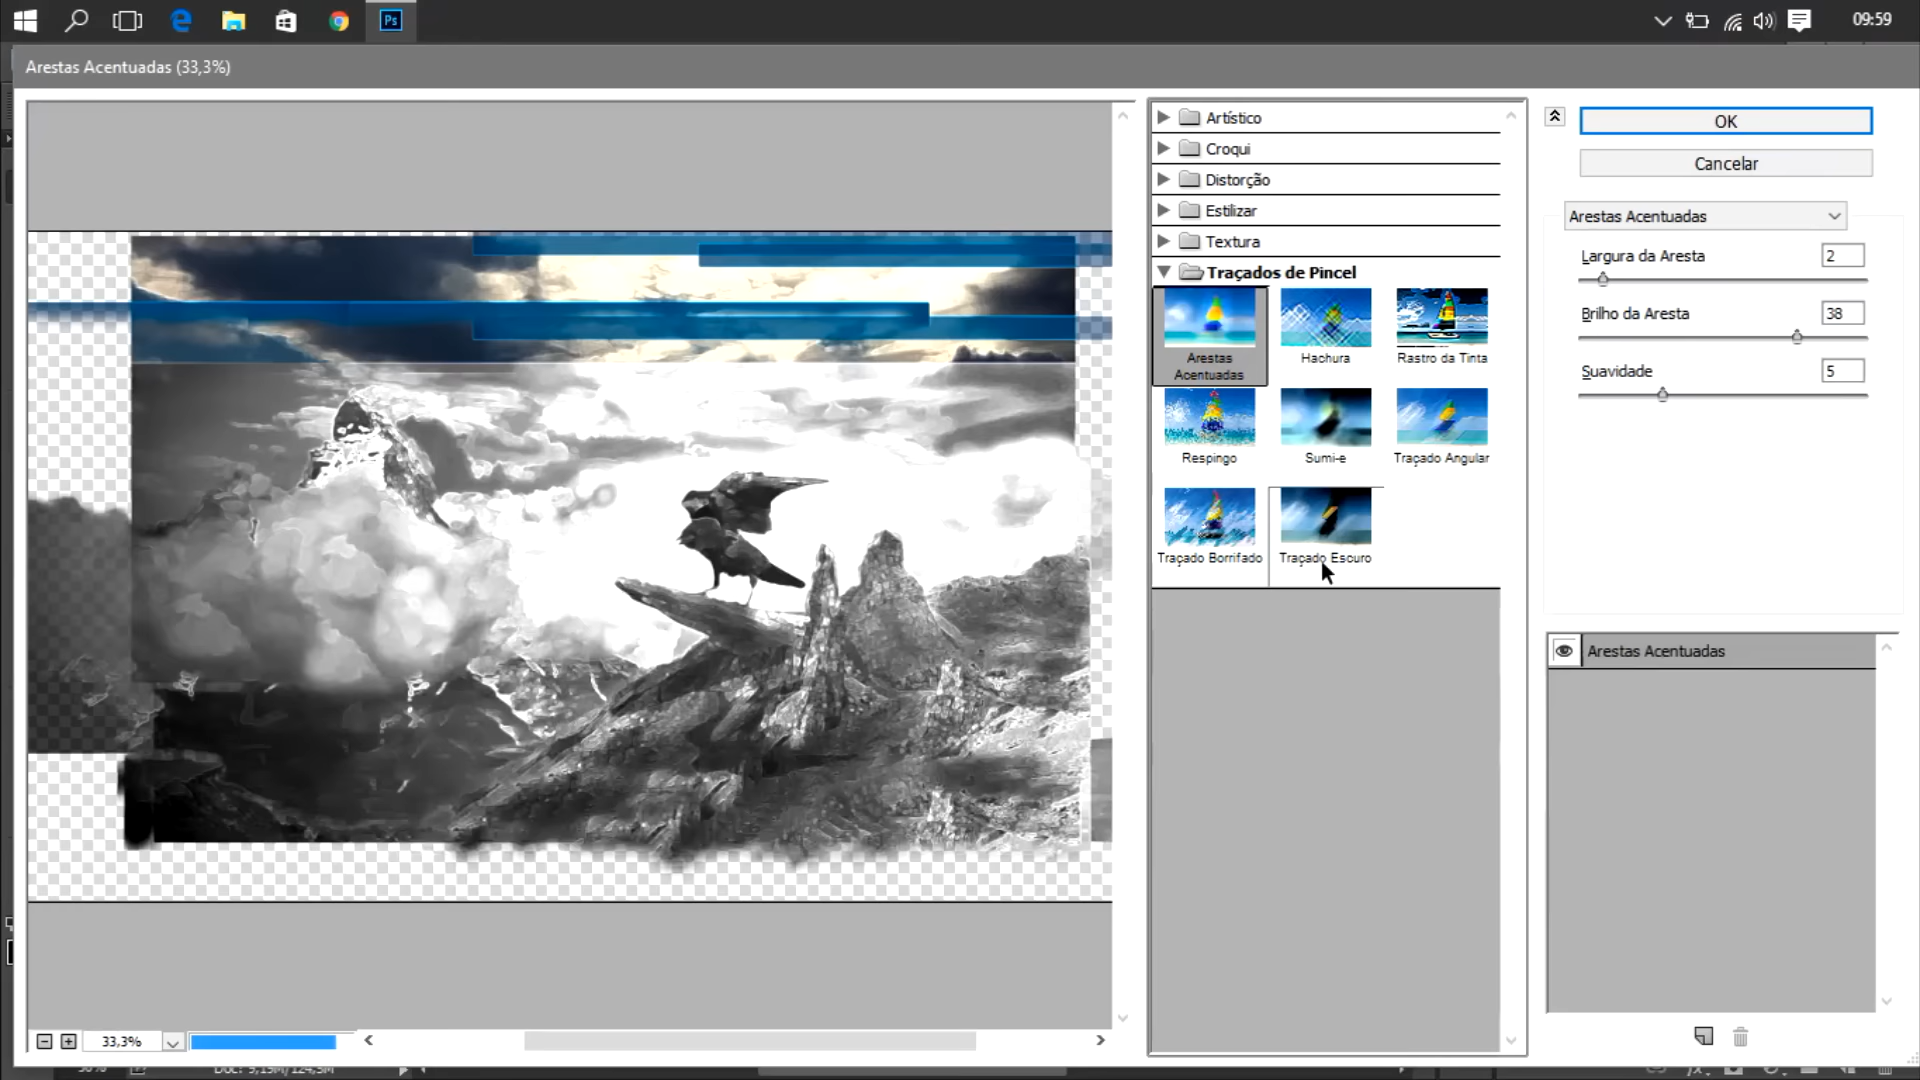 Ps
09:59
Arestas Acentuadas (33,3%)
Artístico
Croqui
Distorção
Estilizar
Textura
Traçados de Pincel
Arestas
Acentuadas
Hachura
Rastro da Tinta
Respingo
Sumi-e
Traçado Angular
Traçado Borrifado
Traçado Escuro
OK
Cancelar
Arestas Acentuadas
Largura da Aresta 2
Brilho da Aresta 38
Suavidade 5
Arestas Acentuadas
33,3%